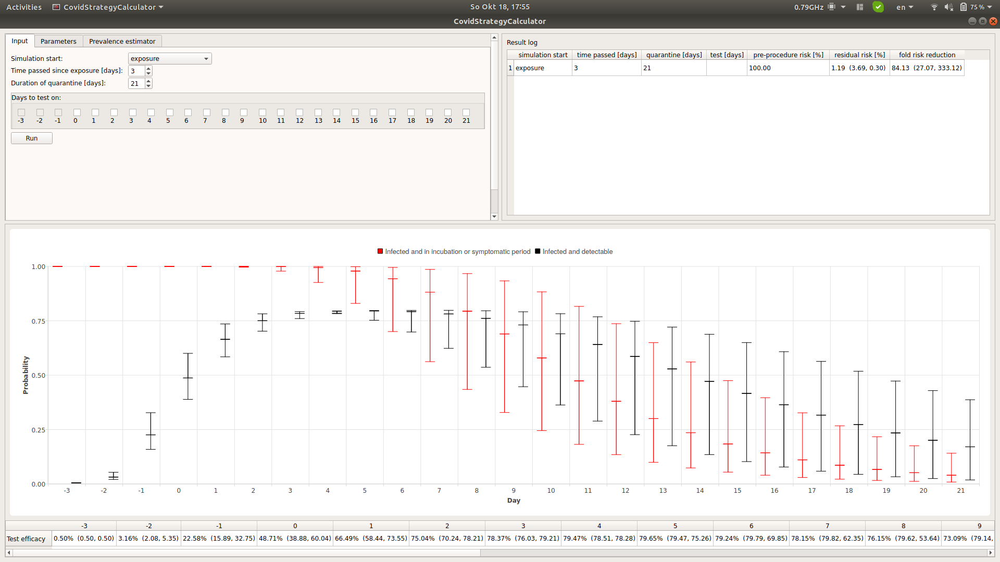 Activities CovidStrategyCalculator So Okt 18, 17:55 0.79GHz en 75 %
CovidStrategyCalculator
Input Parameters Prevalence estimator
Simulation start: exposure
Time passed since exposure [days]: 3
Duration of quarantine [days]: 21
Days to test on:
-3 -2 -1 0 1 2 3 4 5 6 7 8 9 10 11 12 13 14 15 16 17 18 19 20 21
Run
Result log
simulation start time passed [days] quarantine [days] test [days] pre-procedure risk [%] residual risk [%] fold risk reduction
1 exposure 3 21 100.00 1.19 (3.69, 0.30) 84.13 (27.07, 333.12)
Infected and in incubation or symptomatic period Infected and detectable
1.00
0.75
0.50
0.25
0.00
Probability
-3 -2 -1 0 1 2 3 4 5 6 7 8 9 10 11 12 13 14 15 16 17 18 19 20 21
Day
-3 -2 -1 0 1 2 3 4 5 6 7 8 9
Test efficacy 0.50% (0.50, 0.50) 3.16% (2.08, 5.35) 22.58% (15.89, 32.75) 48.71% (38.88, 60.04) 66.49% (58.44, 73.55) 75.04% (70.24, 78.21) 78.37% (76.03, 79.21) 79.47% (78.51, 78.28) 79.65% (79.47, 75.26) 79.24% (79.79, 69.85) 78.15% (79.82, 62.35) 76.15% (79.62, 53.64) 73.09% (79.14,